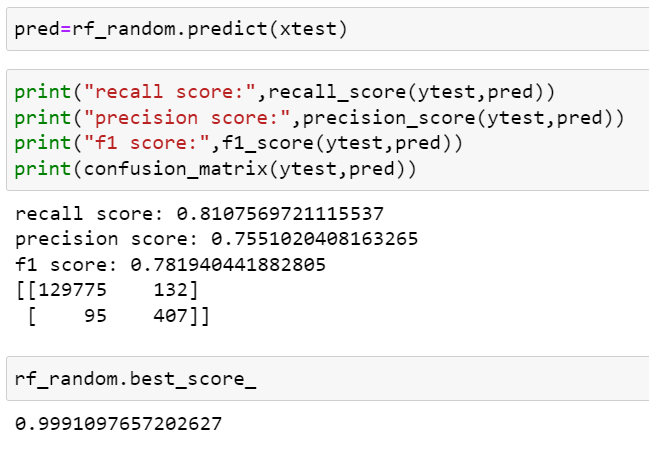 pred=rf_random.predict(xtest)
print("recall score:",recall_score(ytest,pred))
print("precision score:",precision_score(ytest,pred))
print("f1 score:",f1_score(ytest,pred))
print(confusion_matrix(ytest,pred))
recall score: 0.8107569721115537
precision score: 0.7551020408163265
f1 score: 0.781940441882805
[[129775    132]
 [    95    407]]
rf_random.best_score_
0.9991097657202627